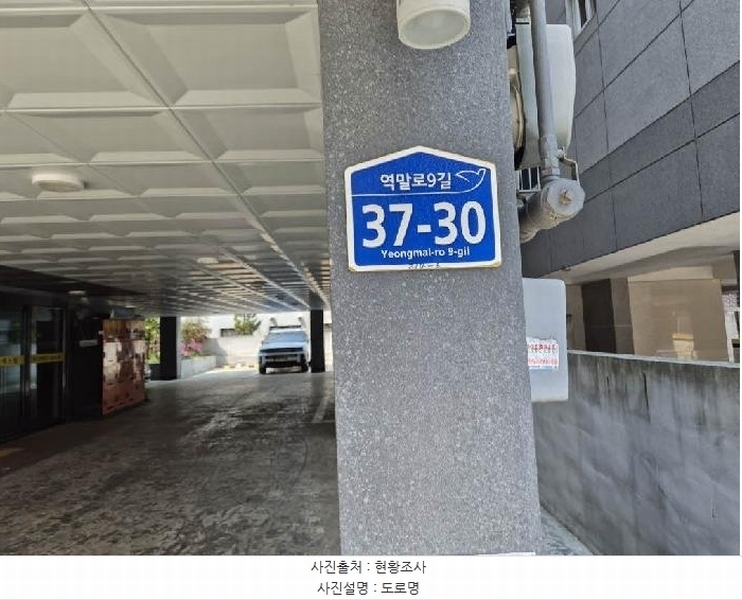 역말로9길
37-30
Yeongmal-ro 9-gil
사진출처 : 현황조사
사진설명 : 도로명